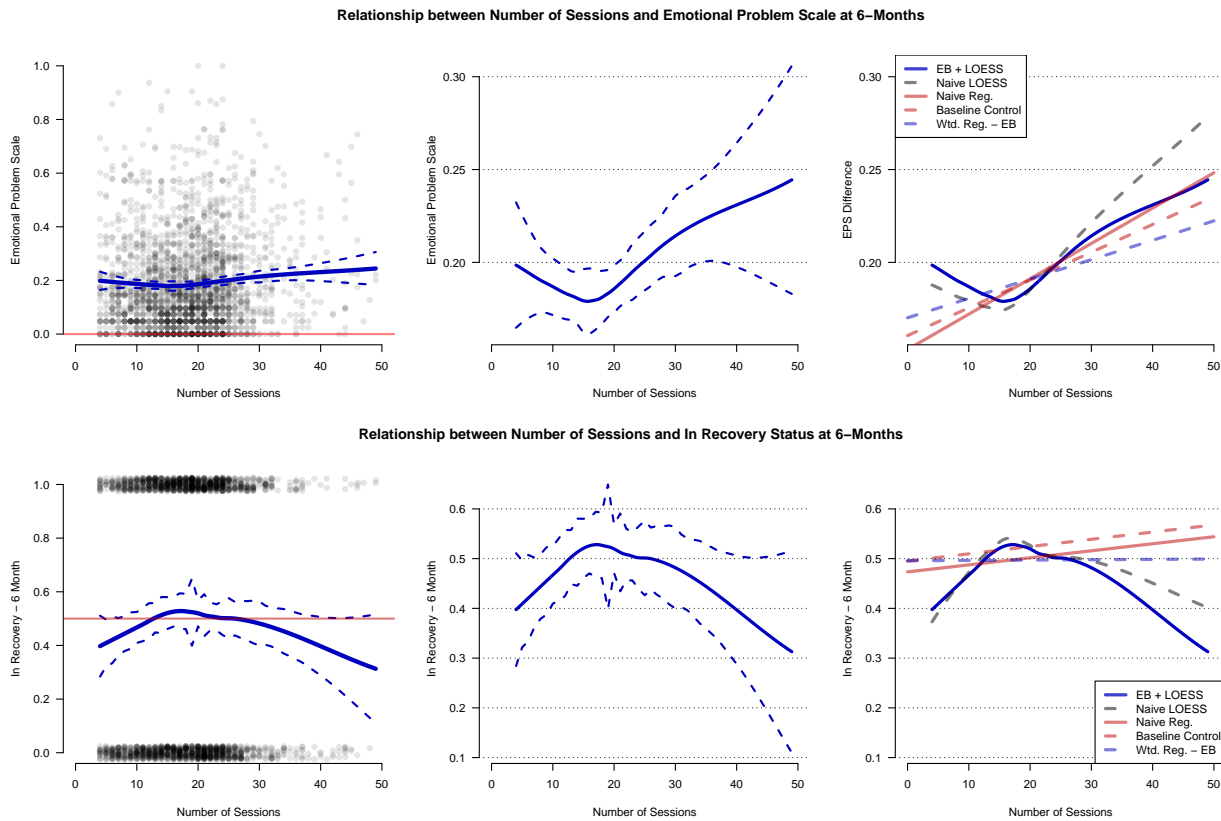 Relationship between Number of Sessions and Emotional Problem Scale at 6−Months
Emotional Problem Scale
1.0
0.8
0.6
0.4
0.2
0.0
0 10 20 30 40 50
Number of Sessions
Emotional Problem Scale
0.30
0.25
0.20
0 10 20 30 40 50
Number of Sessions
EPS Difference
0.30
0.25
0.20
EB + LOESS
Naive LOESS
Naive Reg.
Baseline Control
Wtd. Reg. − EB
0 10 20 30 40 50
Number of Sessions
Relationship between Number of Sessions and In Recovery Status at 6−Months
In Recovery − 6 Month
1.0
0.8
0.6
0.4
0.2
0.0
0 10 20 30 40 50
Number of Sessions
In Recovery − 6 Month
0.6
0.5
0.4
0.3
0.2
0.1
0 10 20 30 40 50
Number of Sessions
In Recovery − 6 Month
0.6
0.5
0.4
0.3
0.2
0.1
EB + LOESS
Naive LOESS
Naive Reg.
Baseline Control
Wtd. Reg. − EB
0 10 20 30 40 50
Number of Sessions